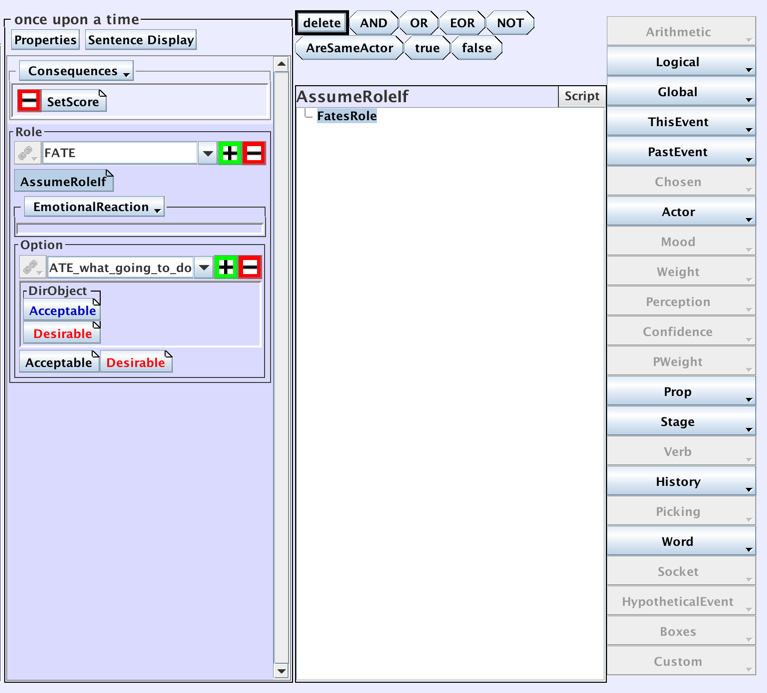 once upon a time
Properties Sentence Display
Consequences
SetScore
Role
FATE
AssumeRoleIf
EmotionalReaction
Option
ATE_what_going_to_do
DirObject
Acceptable
Desirable
Acceptable Desirable
delete AND OR EOR NOT
AreSameActor true false
AssumeRoleIf Script
FatesRole
Arithmetic
Logical
Global
ThisEvent
PastEvent
Chosen
Actor
Mood
Weight
Perception
Confidence
PWeight
Prop
Stage
Verb
History
Picking
Word
Socket
HypotheticalEvent
Boxes
Custom